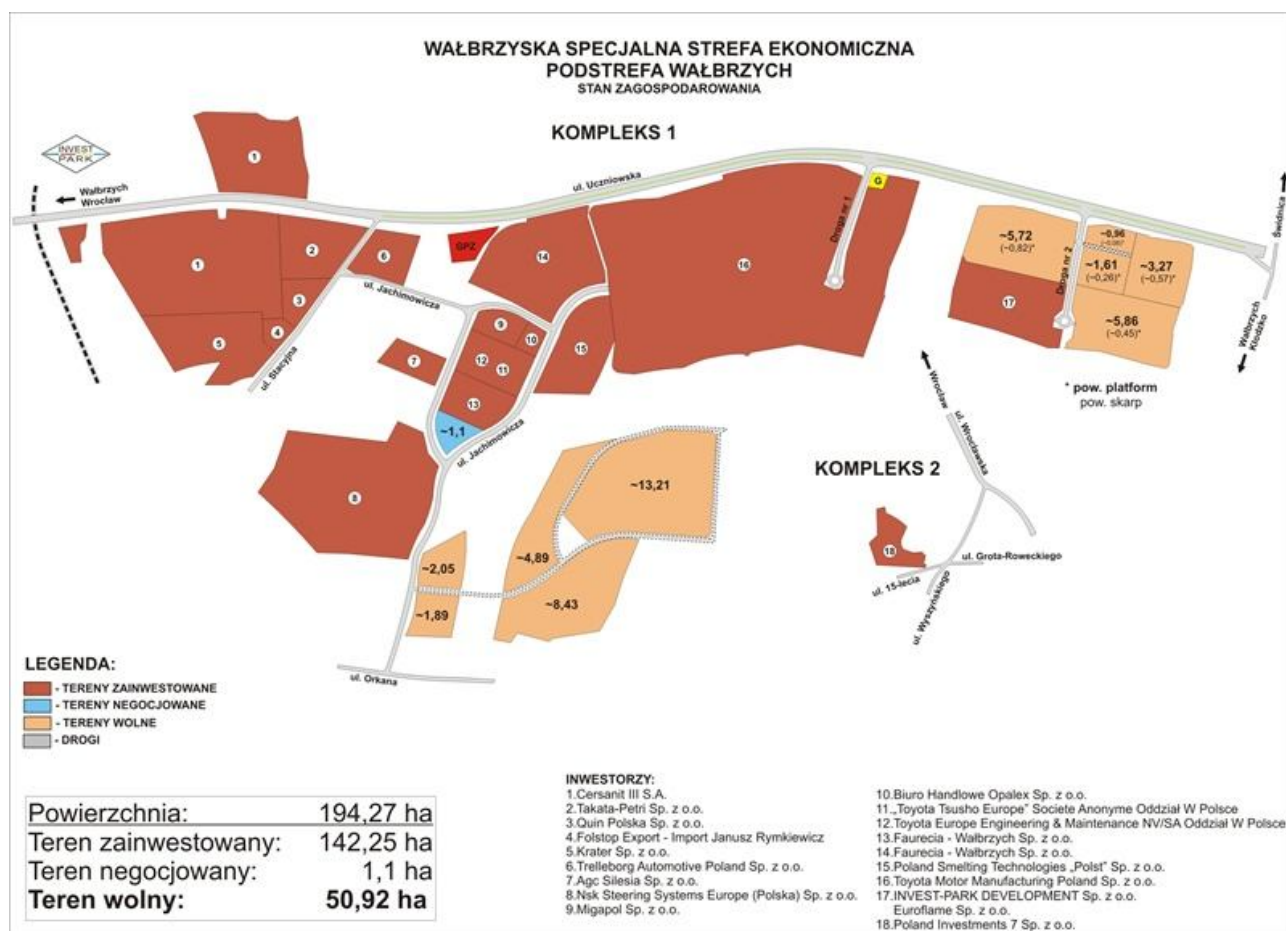 WAŁBRZYSKA SPECJALNA STREFA EKONOMICZNA
PODSTREFA WAŁBRZYCH
STAN ZAGOSPODAROWANIA
KOMPLEKS 1
INVEST
PARK
Wałbrzych
Wrocław
ul. Uczniowska
Świdnica
1
1
2
3
4
5
6
GPZ
14
16
Droga nr 1
G
~5,72
(~0,82)*
17
Droga nr 2
~0,96
~1,61
(~0,26)*
~3,27
(~0,57)*
~5,86
(~0,45)*
Wałbrzych
Kłodzko
* pow. platform
pow. skarp
ul. Jachimowicza
ul. Stacyjna
7
9
10
12
11
13
15
~1,1
ul. Jachimowicza
8
~13,21
~4,89
~8,43
~2,05
~1,89
ul. Orkana
KOMPLEKS 2
Wrocław
ul. Wrocławska
18
ul. Grota-Roweckiego
ul. 15-lecia
ul. Wyszyńskiego
LEGENDA:
- TERENY ZAINWESTOWANE
- TERENY NEGOCJOWANE
- TERENY WOLNE
- DROGI
Powierzchnia: 194,27 ha
Teren zainwestowany: 142,25 ha
Teren negocjowany: 1,1 ha
Teren wolny: 50,92 ha
INWESTORZY:
1.Cersanit III S.A.
2.Takata-Petri Sp. z o.o.
3.Quin Polska Sp. z o.o.
4.Folstop Export - Import Janusz Rymkiewicz
5.Krater Sp. z o.o.
6.Trelleborg Automotive Poland Sp. z o.o.
7.Agc Silesia Sp. z o.o.
8.Nsk Steering Systems Europe (Polska) Sp. z o.o.
9.Migapol Sp. z o.o.
10.Biuro Handlowe Opalex Sp. z o.o.
11.„Toyota Tsusho Europe" Societe Anonyme Oddział W Polsce
12.Toyota Europe Engineering & Maintenance NV/SA Oddział W Polsce
13.Faurecia - Wałbrzych Sp. z o.o.
14.Faurecia - Wałbrzych Sp. z o.o.
15.Poland Smelting Technologies „Polst" Sp. z o.o.
16.Toyota Motor Manufacturing Poland Sp. z o.o.
17.INVEST-PARK DEVELOPMENT Sp. z o.o.
Euroflame Sp. z o.o.
18.Poland Investments 7 Sp. z o.o.